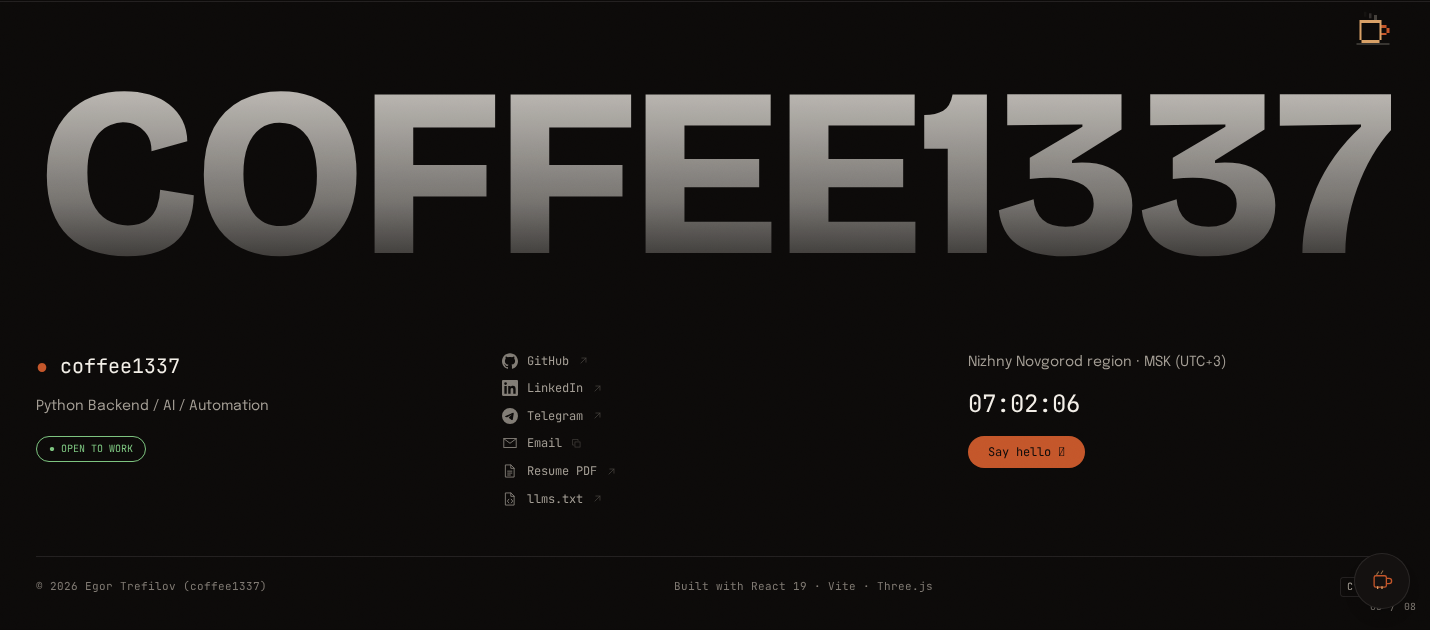 COFFEE1337
coffee1337
Python Backend / AI / Automation
OPEN TO WORK
GitHub
LinkedIn
Telegram
Email
Resume PDF
llms.txt
Nizhny Novgorod region · MSK (UTC+3)
07:02:06
Say hello
© 2026 Egor Trefilov (coffee1337)
Built with React 19 · Vite · Three.js
/ 08